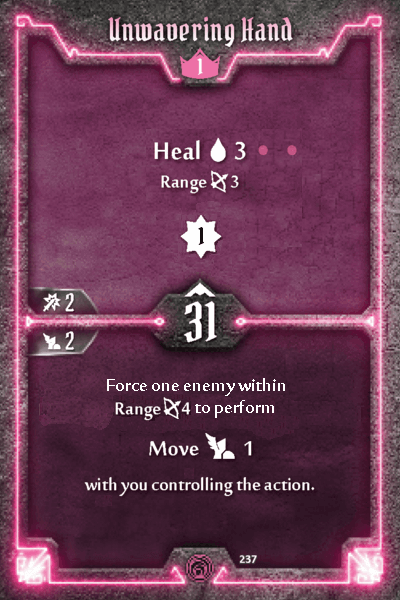 Unwavering Hand
1
Heal 3
Range 3
1
2
31
2
Force one enemy within
Range 4 to perform
Move 1
with you controlling the action.
237